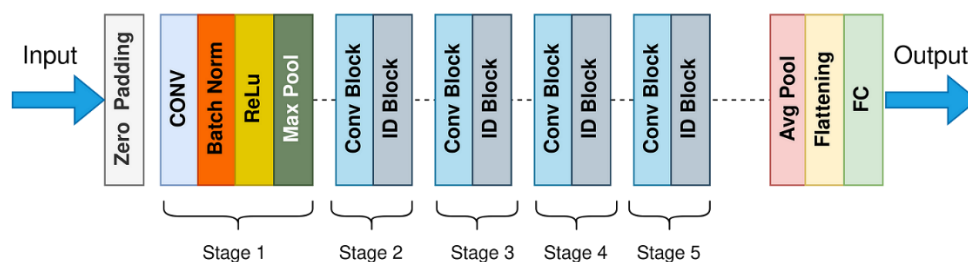 Input
Zero Padding
CONV
Batch Norm
ReLu
Max Pool
Conv Block
ID Block
Conv Block
ID Block
Conv Block
ID Block
Conv Block
ID Block
Avg Pool
Flattening
FC
Output
Stage 1
Stage 2
Stage 3
Stage 4
Stage 5